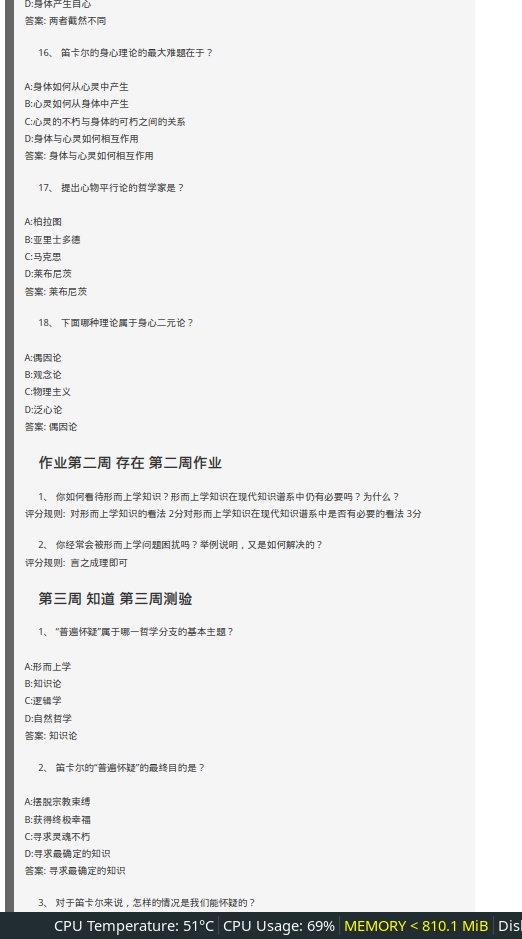 D:身体产生自心
答案: 两者截然不同
16、 笛卡尔的身心理论的最大难题在于？
A:身体如何从心灵中产生
B:心灵如何从身体中产生
C:心灵的不朽与身体的可朽之间的关系
D:身体与心灵如何相互作用
答案: 身体与心灵如何相互作用
17、 提出心物平行论的哲学家是？
A:柏拉图
B:亚里士多德
C:马克思
D:莱布尼茨
答案: 莱布尼茨
18、 下面哪种理论属于身心二元论？
A:偶因论
B:观念论
C:物理主义
D:泛心论
答案: 偶因论
作业第二周 存在 第二周作业
1、 你如何看待形而上学知识？形而上学知识在现代知识谱系中仍有必要吗？为什么？
评分规则: 对形而上学知识的看法 2分对形而上学知识在现代知识谱系中是否有必要的看法 3分
2、 你经常会被形而上学问题困扰吗？举例说明，又是如何解决的？
评分规则: 言之成理即可
第三周 知道 第三周测验
1、 “普遍怀疑”属于哪一哲学分支的基本主题？
A:形而上学
B:知识论
C:逻辑学
D:自然哲学
答案: 知识论
2、 笛卡尔的“普遍怀疑”的最终目的是？
A:摆脱宗教束缚
B:获得终极幸福
C:寻求灵魂不朽
D:寻求最确定的知识
答案: 寻求最确定的知识
3、 对于笛卡尔来说，怎样的情况是我们能怀疑的？
CPU Temperature: 51°C CPU Usage: 69% MEMORY < 810.1 MiB Disl